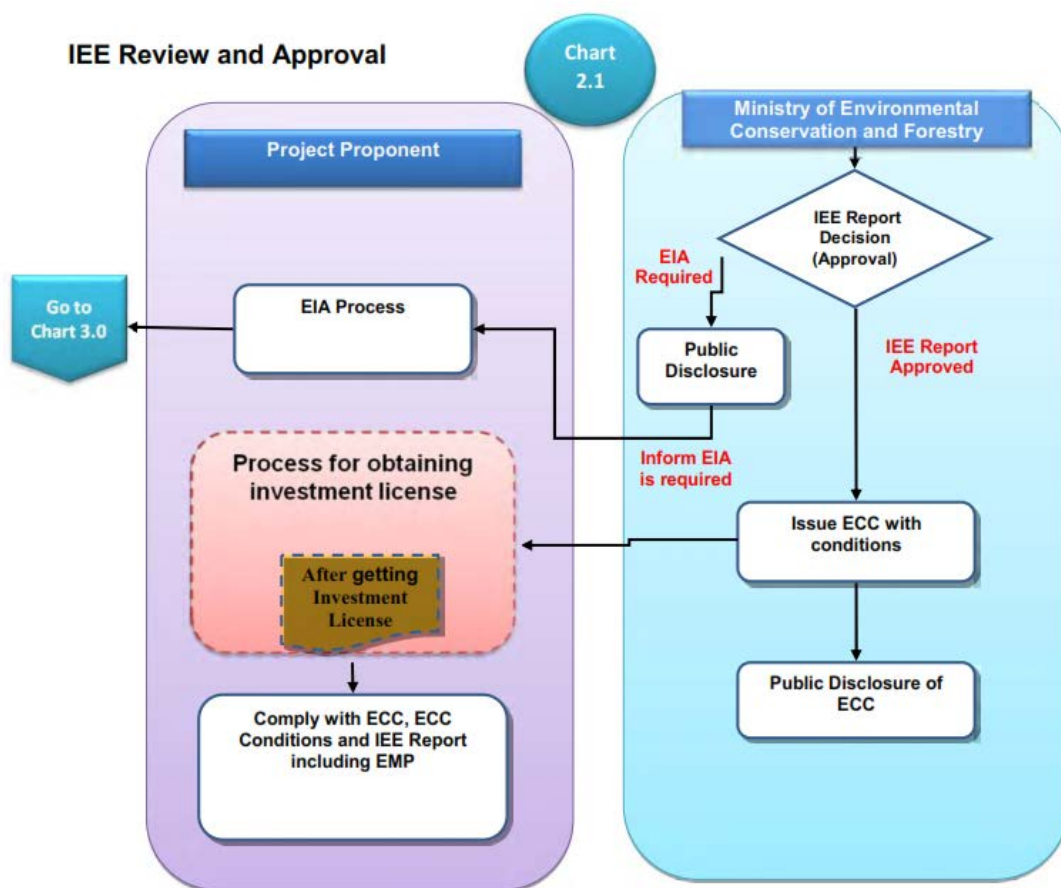 IEE Review and Approval
Chart
2.1
Project Proponent
Ministry of Environmental
Conservation and Forestry
IEE Report
Decision
(Approval)
EIA
Required
Go to
Chart 3.0
EIA Process
Public
Disclosure
IEE Report
Approved
Inform EIA
is required
Process for obtaining
investment license
After getting
Investment
License
Issue ECC with
conditions
Comply with ECC, ECC
Conditions and IEE Report
including EMP
Public Disclosure of
ECC